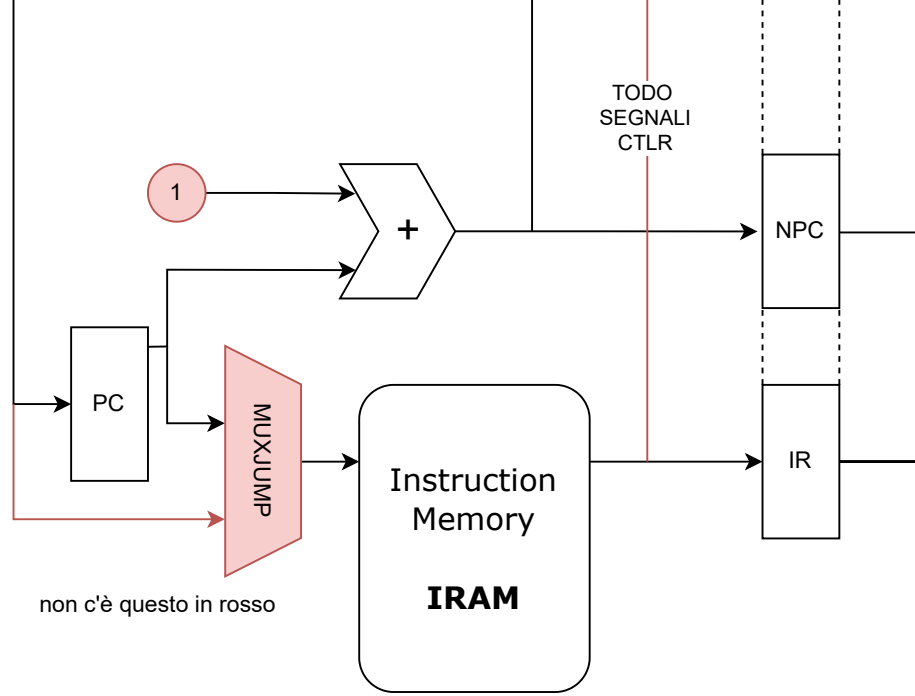 TODO
SEGNALI
CTLR
1
+
NPC
PC
MUXJUMP
Instruction
Memory
IRAM
IR
non c'è questo in rosso